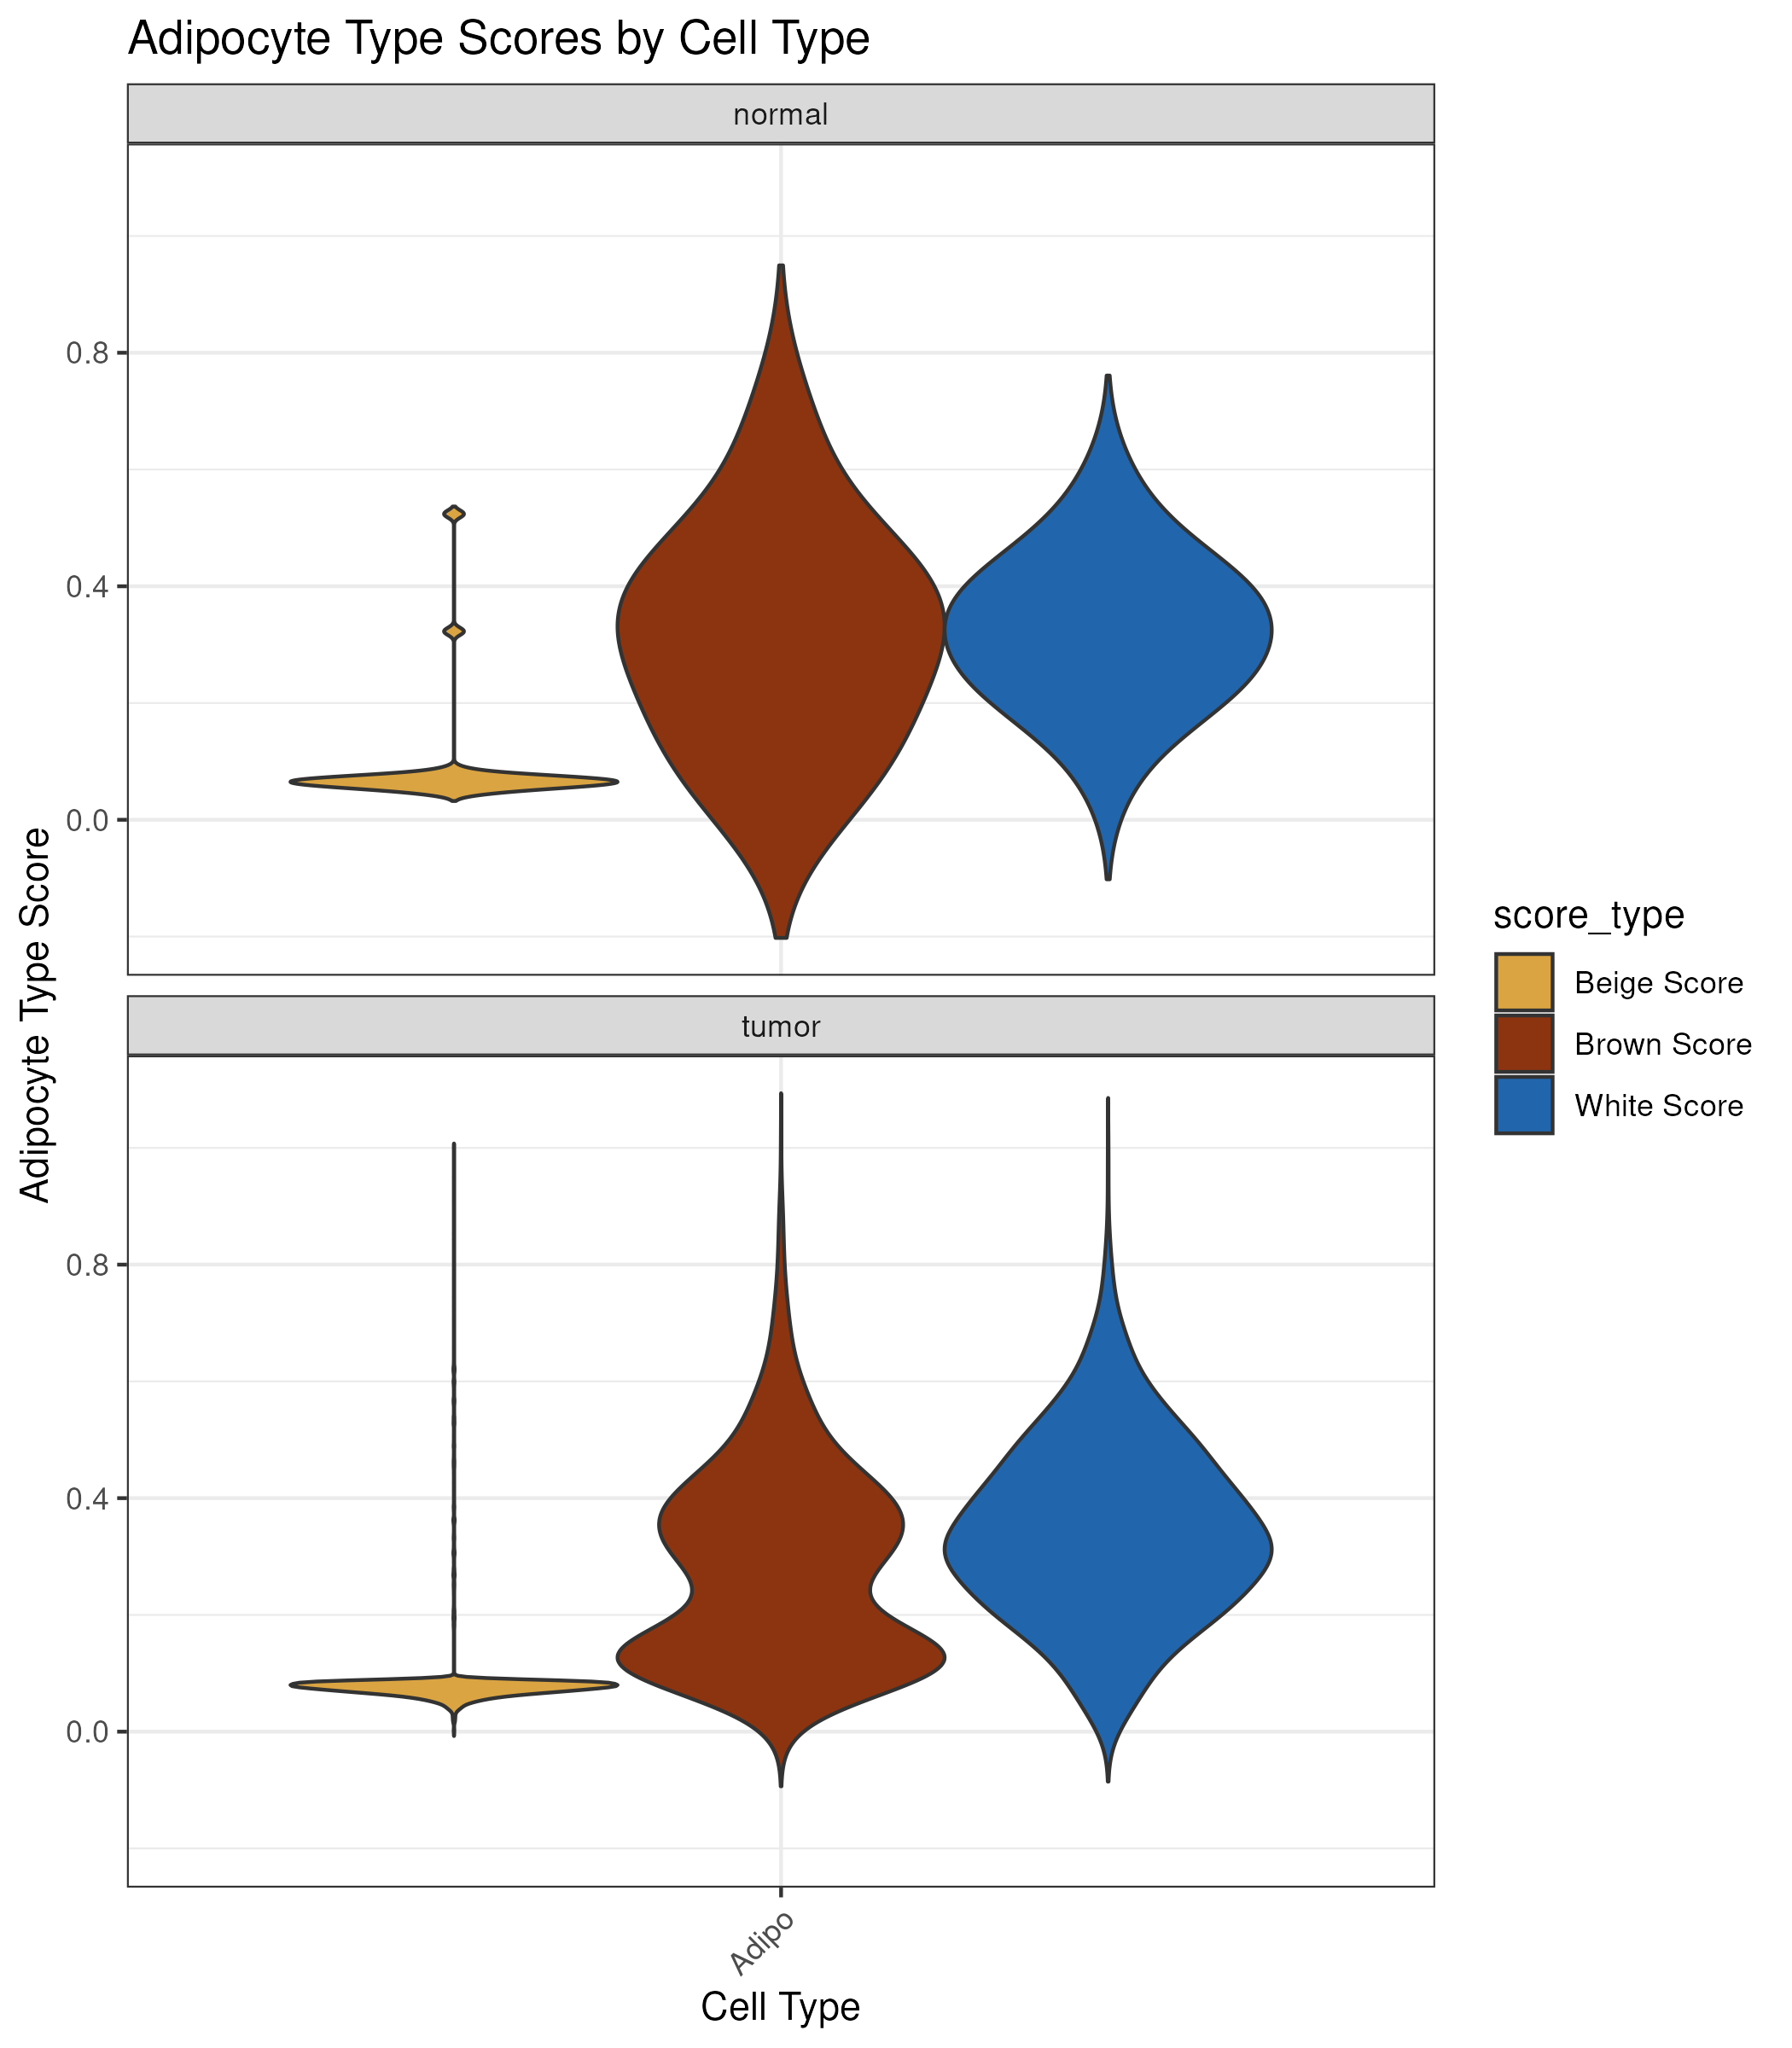 Adipocyte Type Scores by Cell Type
normal
0.8
0.4
0.0
tumor
0.8
0.4
0.0
Adipo
Cell Type
Adipocyte Type Score
score_type
Beige Score
Brown Score
White Score